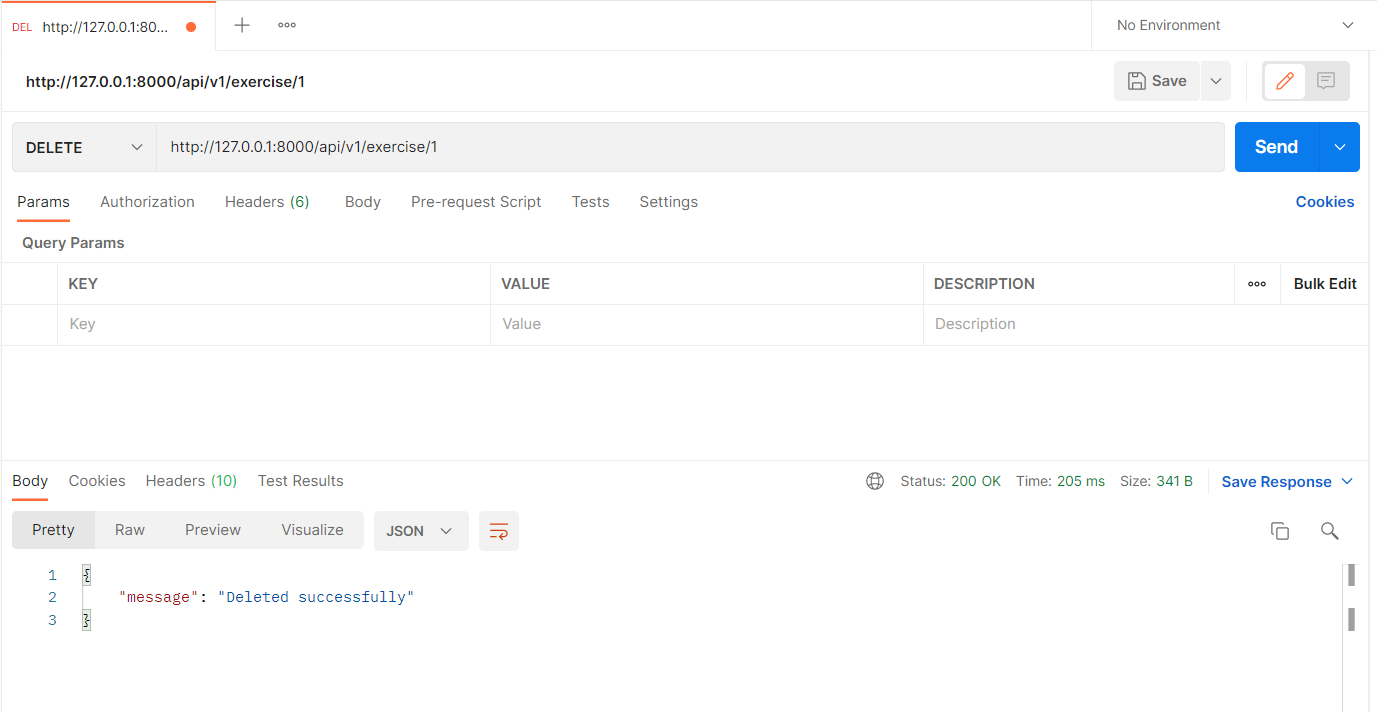 DEL http://127.0.0.1:80... No Environment
http://127.0.0.1:8000/api/v1/exercise/1 Save
DELETE http://127.0.0.1:8000/api/v1/exercise/1 Send
Params Authorization Headers (6) Body Pre-request Script Tests Settings Cookies
Query Params
KEY VALUE DESCRIPTION Bulk Edit
Key Value Description
Body Cookies Headers (10) Test Results Status: 200 OK Time: 205 ms Size: 341 B Save Response
Pretty Raw Preview Visualize JSON
1 {
2 "message": "Deleted successfully"
3 }